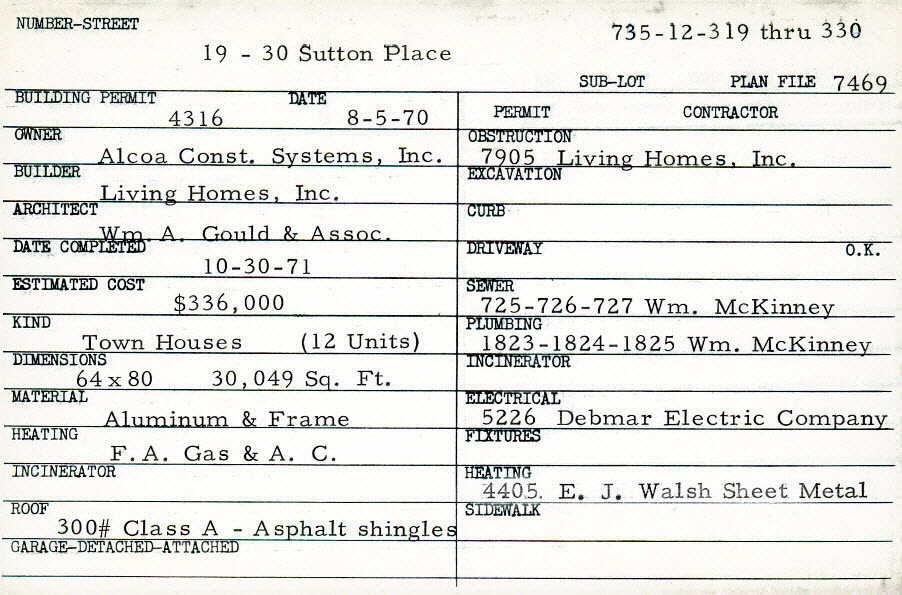 NUMBER-STREET
735-12-319 thru 330
19 - 30 Sutton Place
SUB-LOT PLAN FILE 7469
BUILDING PERMIT DATE
4316 8-5-70
PERMIT CONTRACTOR
OWNER
Alcoa Const. Systems, Inc.
OBSTRUCTION
7905 Living Homes, Inc.
BUILDER
Living Homes, Inc.
EXCAVATION
ARCHITECT
Wm. A. Gould & Assoc.
CURB
DATE COMPLETED
10-30-71
DRIVEWAY O.K.
ESTIMATED COST
$336,000
SEWER
725-726-727 Wm. McKinney
KIND
Town Houses (12 Units)
PLUMBING
1823-1824-1825 Wm. McKinney
DIMENSIONS
64 x 80 30,049 Sq. Ft.
INCINERATOR
MATERIAL
Aluminum & Frame
ELECTRICAL
5226 Debmar Electric Company
HEATING
F. A. Gas & A. C.
FIXTURES
INCINERATOR
HEATING
4405. E. J. Walsh Sheet Metal
ROOF
300# Class A - Asphalt shingles
SIDEWALK
GARAGE-DETACHED-ATTACHED